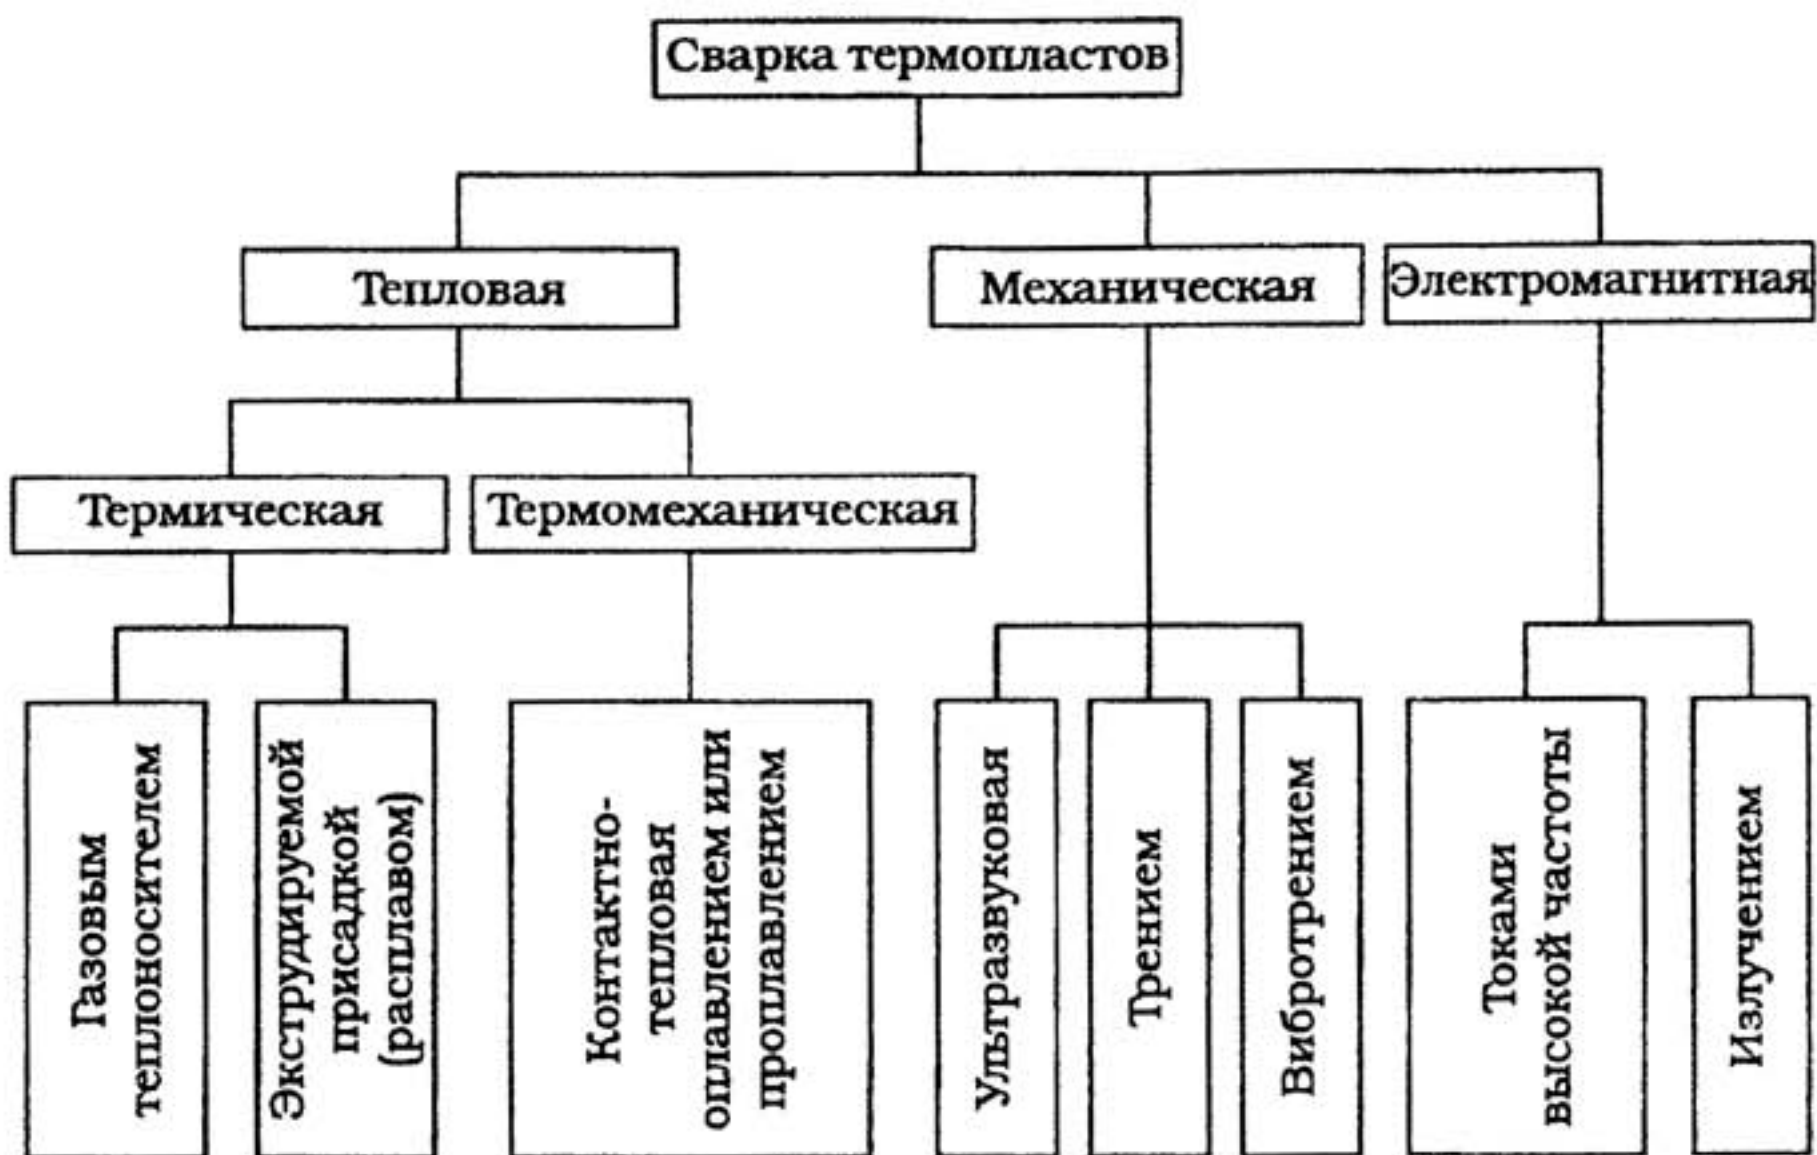 Сварка термопластов
Тепловая
Механическая
Электромагнитная
Термическая
Термомеханическая
Газовым
теплоносителем
Экструдируемой
присадкой
(расплавом)
Контактно-
тепловая
оплавлением или
проплавлением
Ультразвуковая
Трением
Вибротрением
Токами
высокой частоты
Излучением